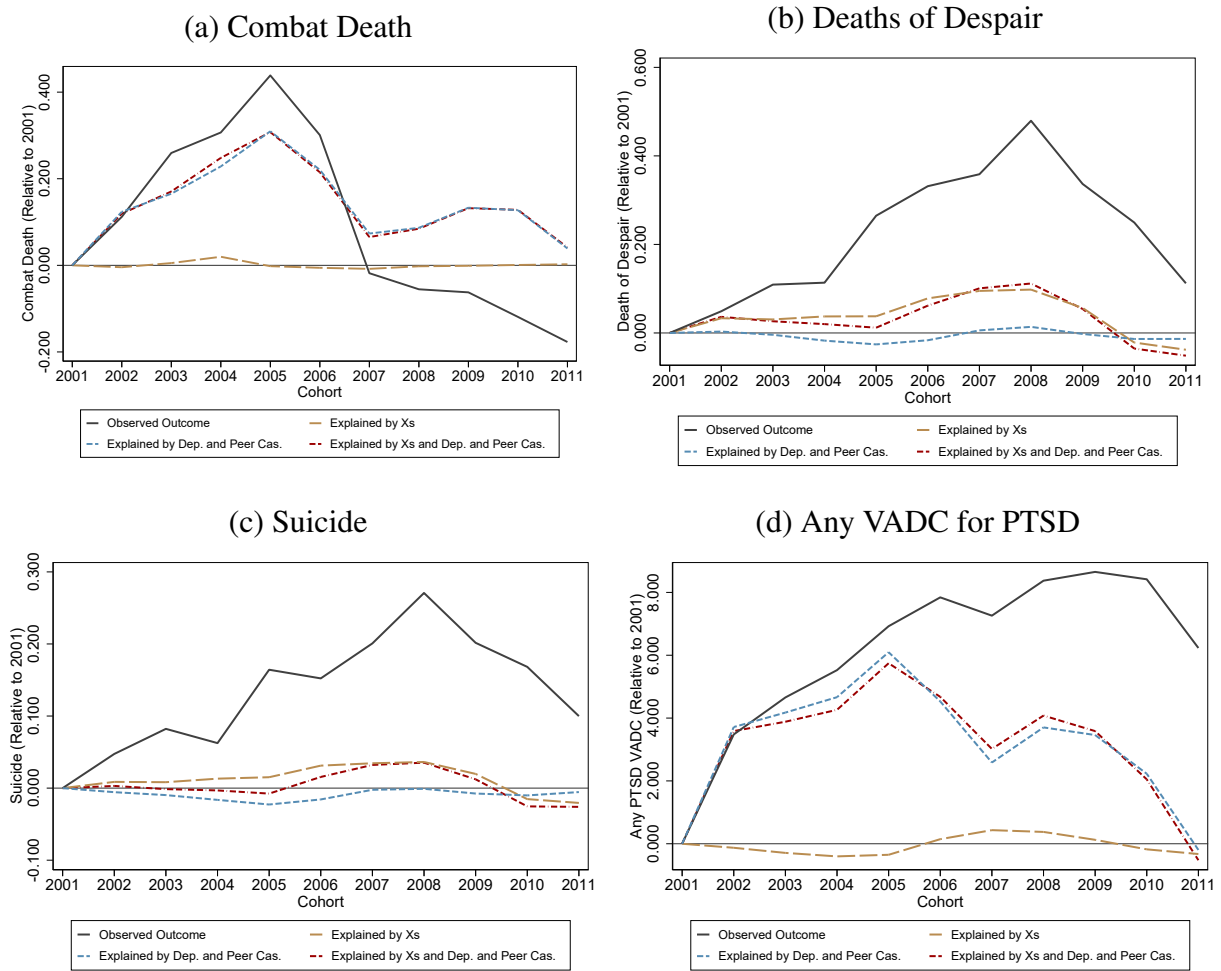 (a) Combat Death
Combat Death (Relative to 2001)
0.400
0.200
0.000
-0.200
2001 2002 2003 2004 2005 2006 2007 2008 2009 2010 2011
Cohort
Observed Outcome
Explained by Xs
Explained by Dep. and Peer Cas.
Explained by Xs and Dep. and Peer Cas.
(b) Deaths of Despair
Death of Despair (Relative to 2001)
0.600
0.400
0.200
0.000
2001 2002 2003 2004 2005 2006 2007 2008 2009 2010 2011
Cohort
Observed Outcome
Explained by Xs
Explained by Dep. and Peer Cas.
Explained by Xs and Dep. and Peer Cas.
(c) Suicide
Suicide (Relative to 2001)
0.300
0.200
0.100
0.000
-0.100
2001 2002 2003 2004 2005 2006 2007 2008 2009 2010 2011
Cohort
Observed Outcome
Explained by Xs
Explained by Dep. and Peer Cas.
Explained by Xs and Dep. and Peer Cas.
(d) Any VADC for PTSD
Any PTSD VADC (Relative to 2001)
8.000
6.000
4.000
2.000
0.000
2001 2002 2003 2004 2005 2006 2007 2008 2009 2010 2011
Cohort
Observed Outcome
Explained by Xs
Explained by Dep. and Peer Cas.
Explained by Xs and Dep. and Peer Cas.